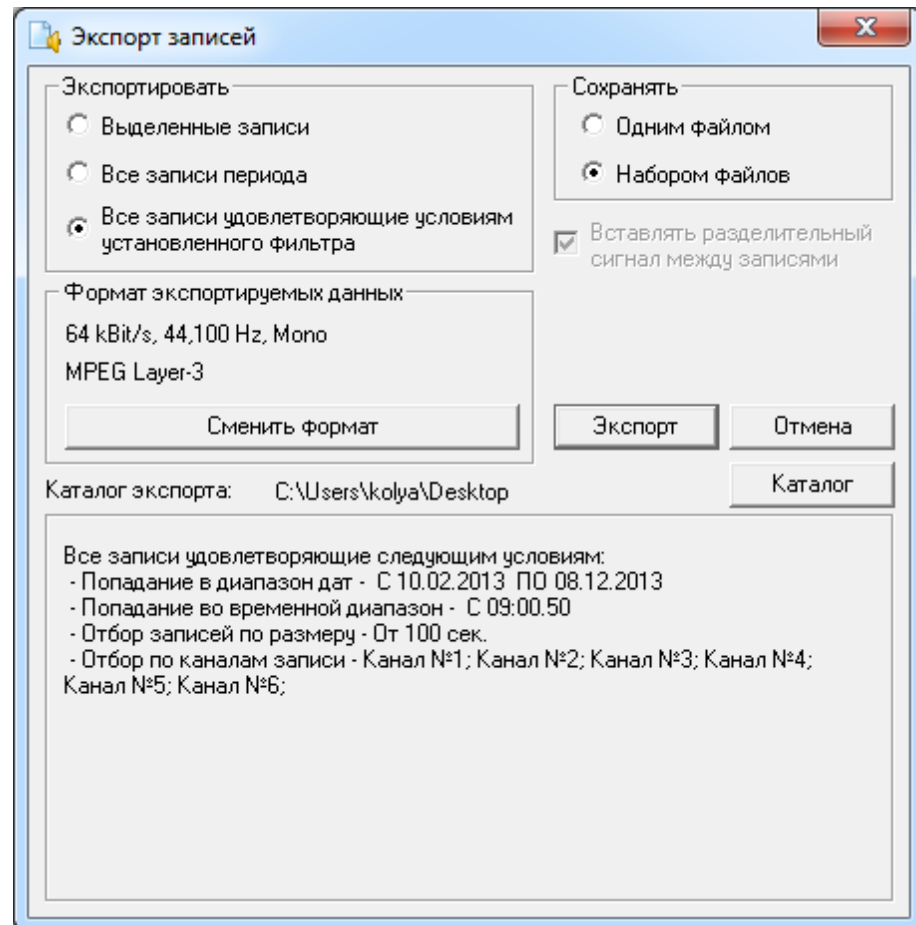 Экспорт записей
Экспортировать
Выделенные записи
Все записи периода
Все записи удовлетворяющие условиям
установленного фильтра
Сохранять
Одним файлом
Набором файлов
Вставлять разделительный
сигнал между записями
Формат экспортируемых данных
64 kBit/s, 44,100 Hz, Mono
MPEG Layer-3
Сменить формат
Экспорт
Отмена
Каталог экспорта: C:\Users\kolya\Desktop
Каталог
Все записи удовлетворяющие следующим условиям:
- Попадание в диапазон дат - С 10.02.2013 ПО 08.12.2013
- Попадание во временной диапазон - С 09:00.50
- Отбор записей по размеру - От 100 сек.
- Отбор по каналам записи - Канал №1; Канал №2; Канал №3; Канал №4;
Канал №5; Канал №6;